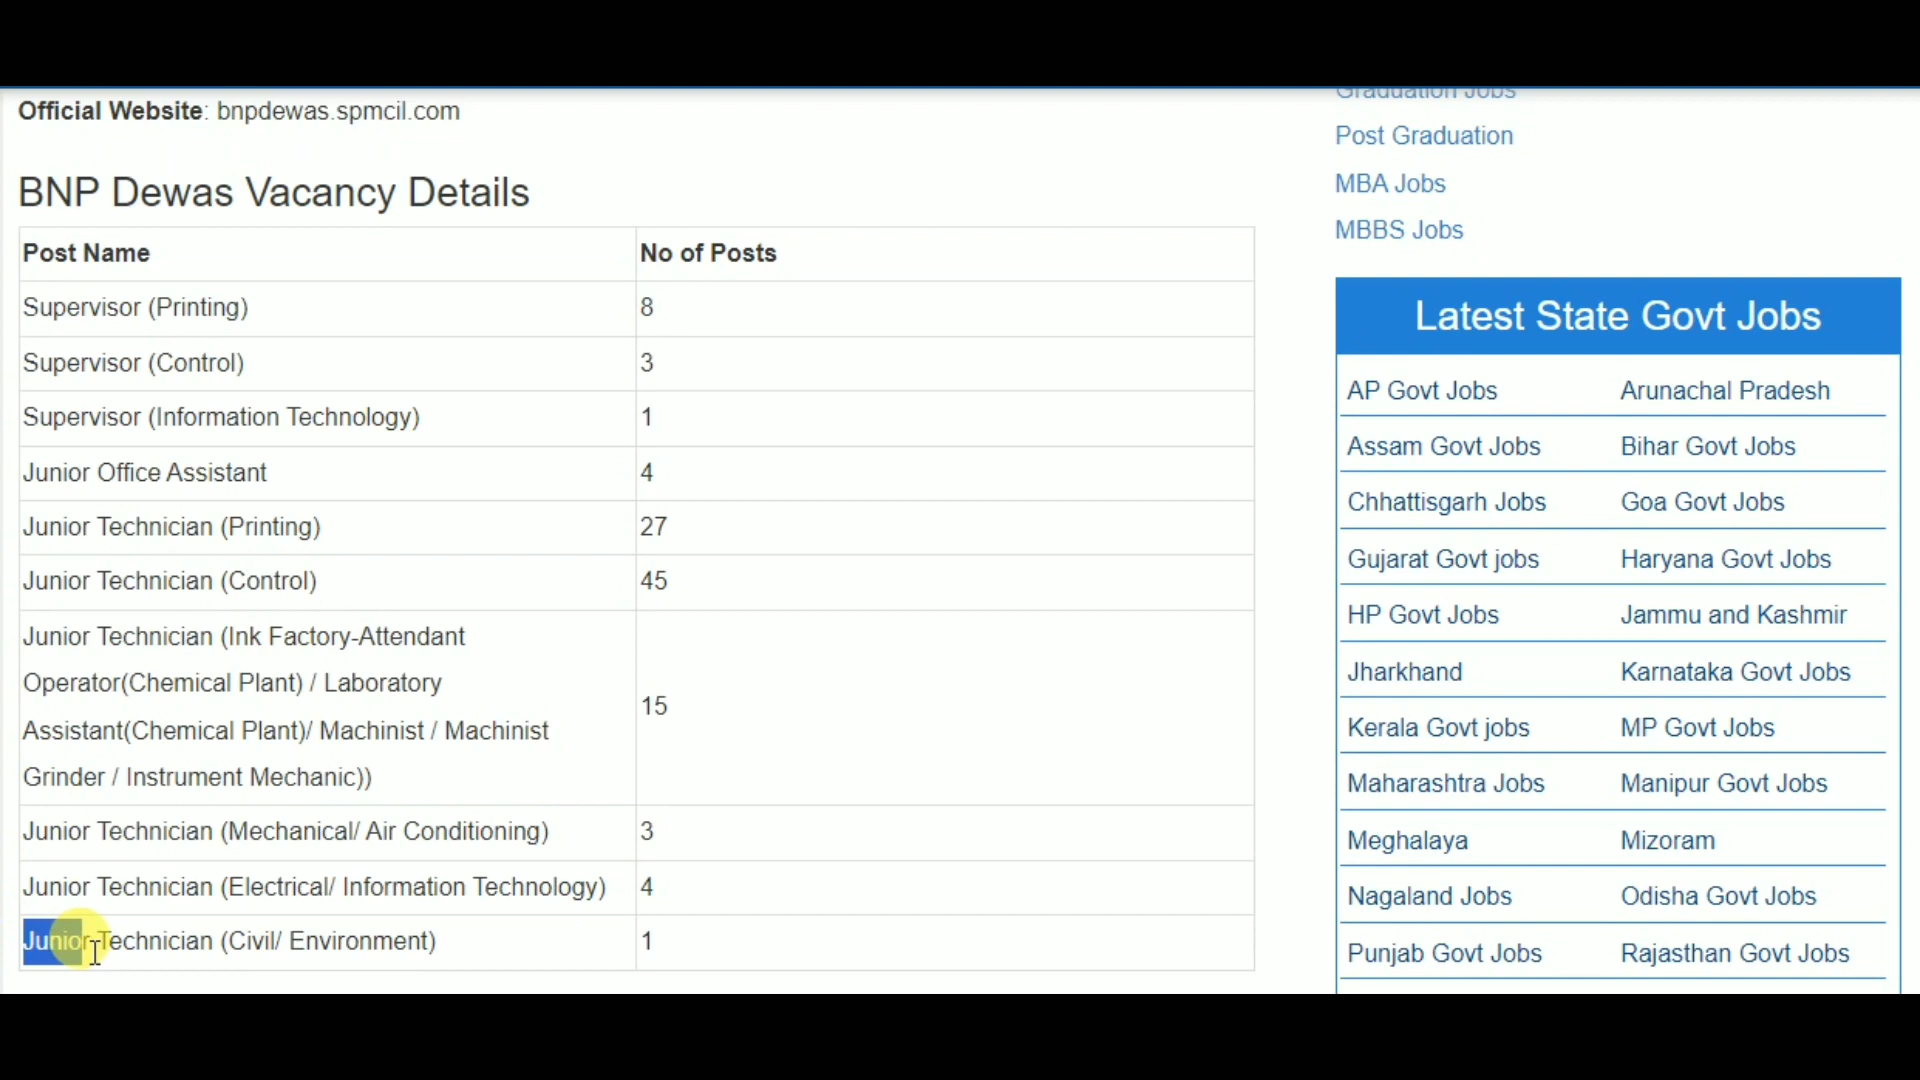 Official Website: bnpdewas.spmcil.com
BNP Dewas Vacancy Details
Post Name No of Posts
Supervisor (Printing) 8
Supervisor (Control) 3
Supervisor (Information Technology) 1
Junior Office Assistant 4
Junior Technician (Printing) 27
Junior Technician (Control) 45
Junior Technician (Ink Factory-Attendant
Operator(Chemical Plant) / Laboratory
Assistant(Chemical Plant)/ Machinist / Machinist
Grinder / Instrument Mechanic))
15
Junior Technician (Mechanical/ Air Conditioning) 3
Junior Technician (Electrical/ Information Technology) 4
Junior Technician (Civil/ Environment) 1
Graduation Jobs
Post Graduation
MBA Jobs
MBBS Jobs
Latest State Govt Jobs
AP Govt Jobs Arunachal Pradesh
Assam Govt Jobs Bihar Govt Jobs
Chhattisgarh Jobs Goa Govt Jobs
Gujarat Govt jobs Haryana Govt Jobs
HP Govt Jobs Jammu and Kashmir
Jharkhand Karnataka Govt Jobs
Kerala Govt jobs MP Govt Jobs
Maharashtra Jobs Manipur Govt Jobs
Meghalaya Mizoram
Nagaland Jobs Odisha Govt Jobs
Punjab Govt Jobs Rajasthan Govt Jobs